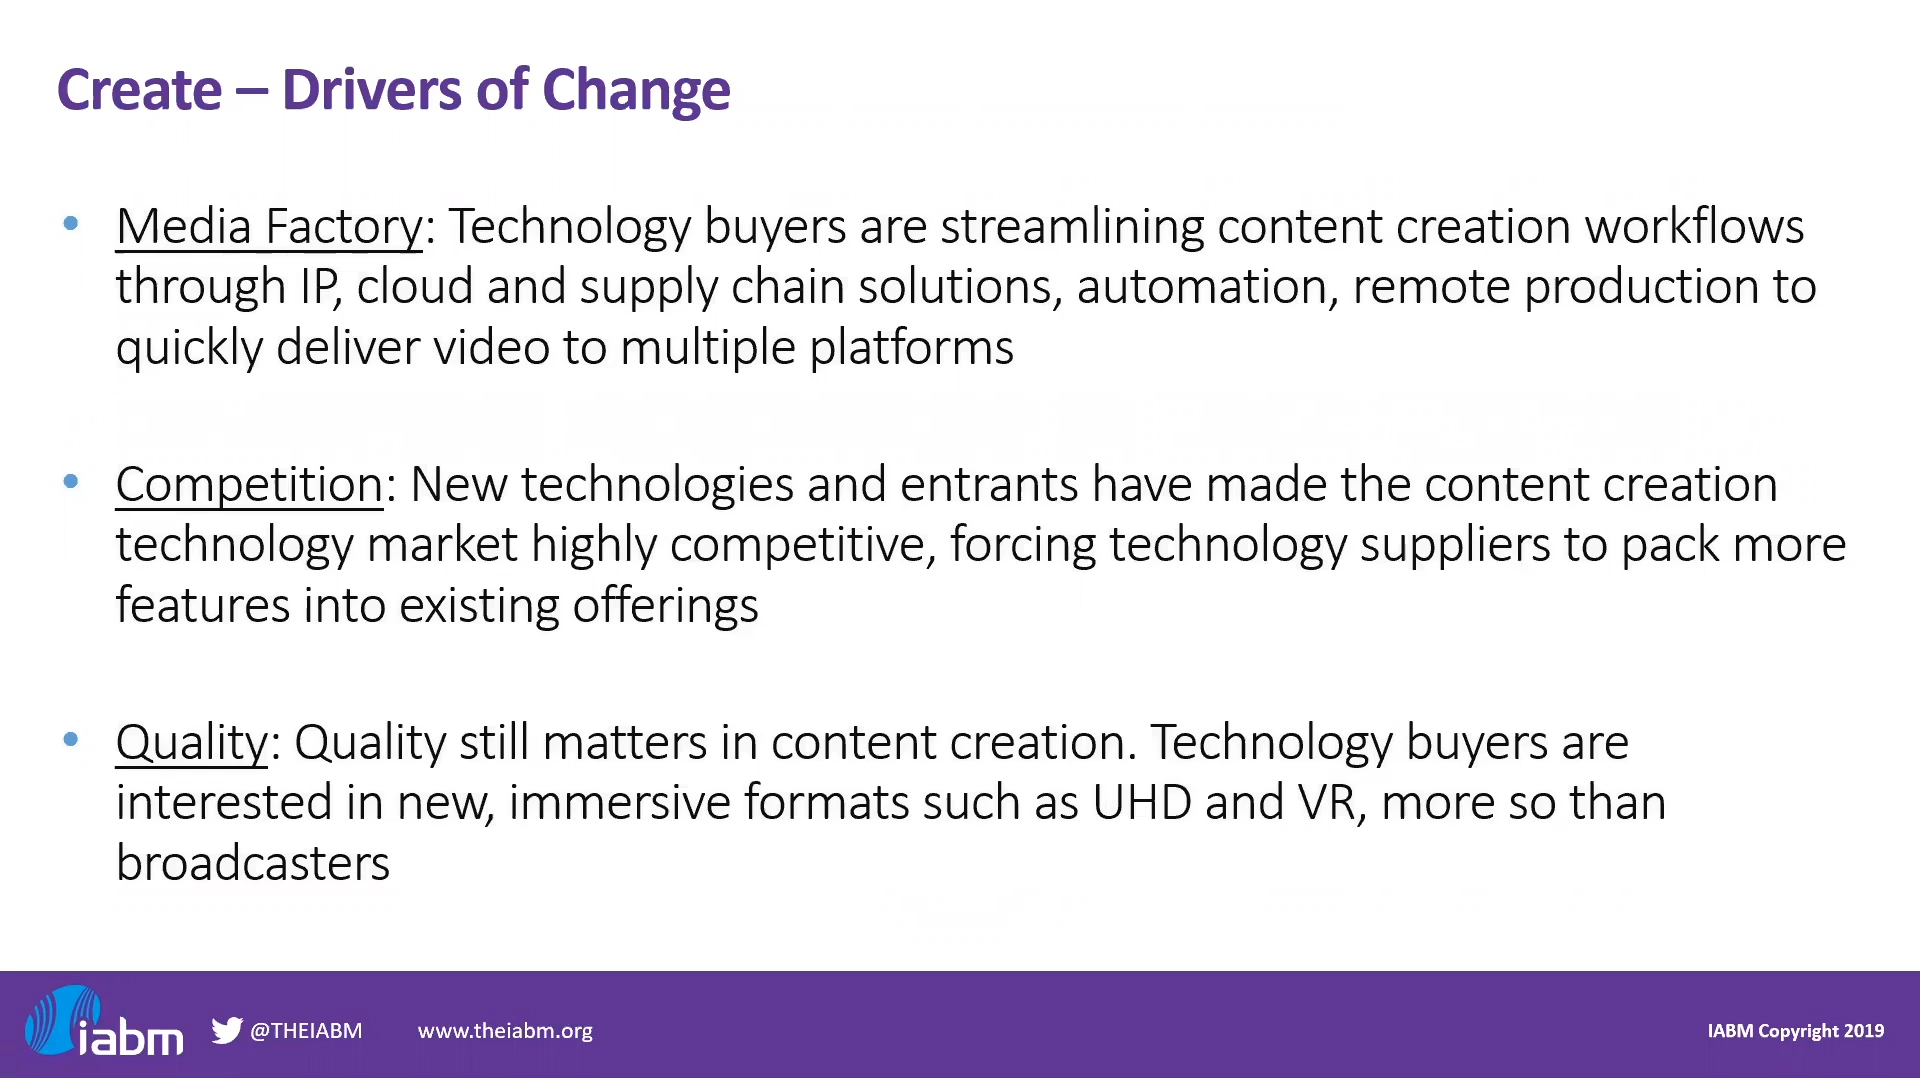 Create – Drivers of Change
• Media Factory: Technology buyers are streamlining content creation workflows
through IP, cloud and supply chain solutions, automation, remote production to
quickly deliver video to multiple platforms
• Competition: New technologies and entrants have made the content creation
technology market highly competitive, forcing technology suppliers to pack more
features into existing offerings
• Quality: Quality still matters in content creation. Technology buyers are
interested in new, immersive formats such as UHD and VR, more so than
broadcasters
iabm
@THEIABM
www.theiabm.org
IABM Copyright 2019